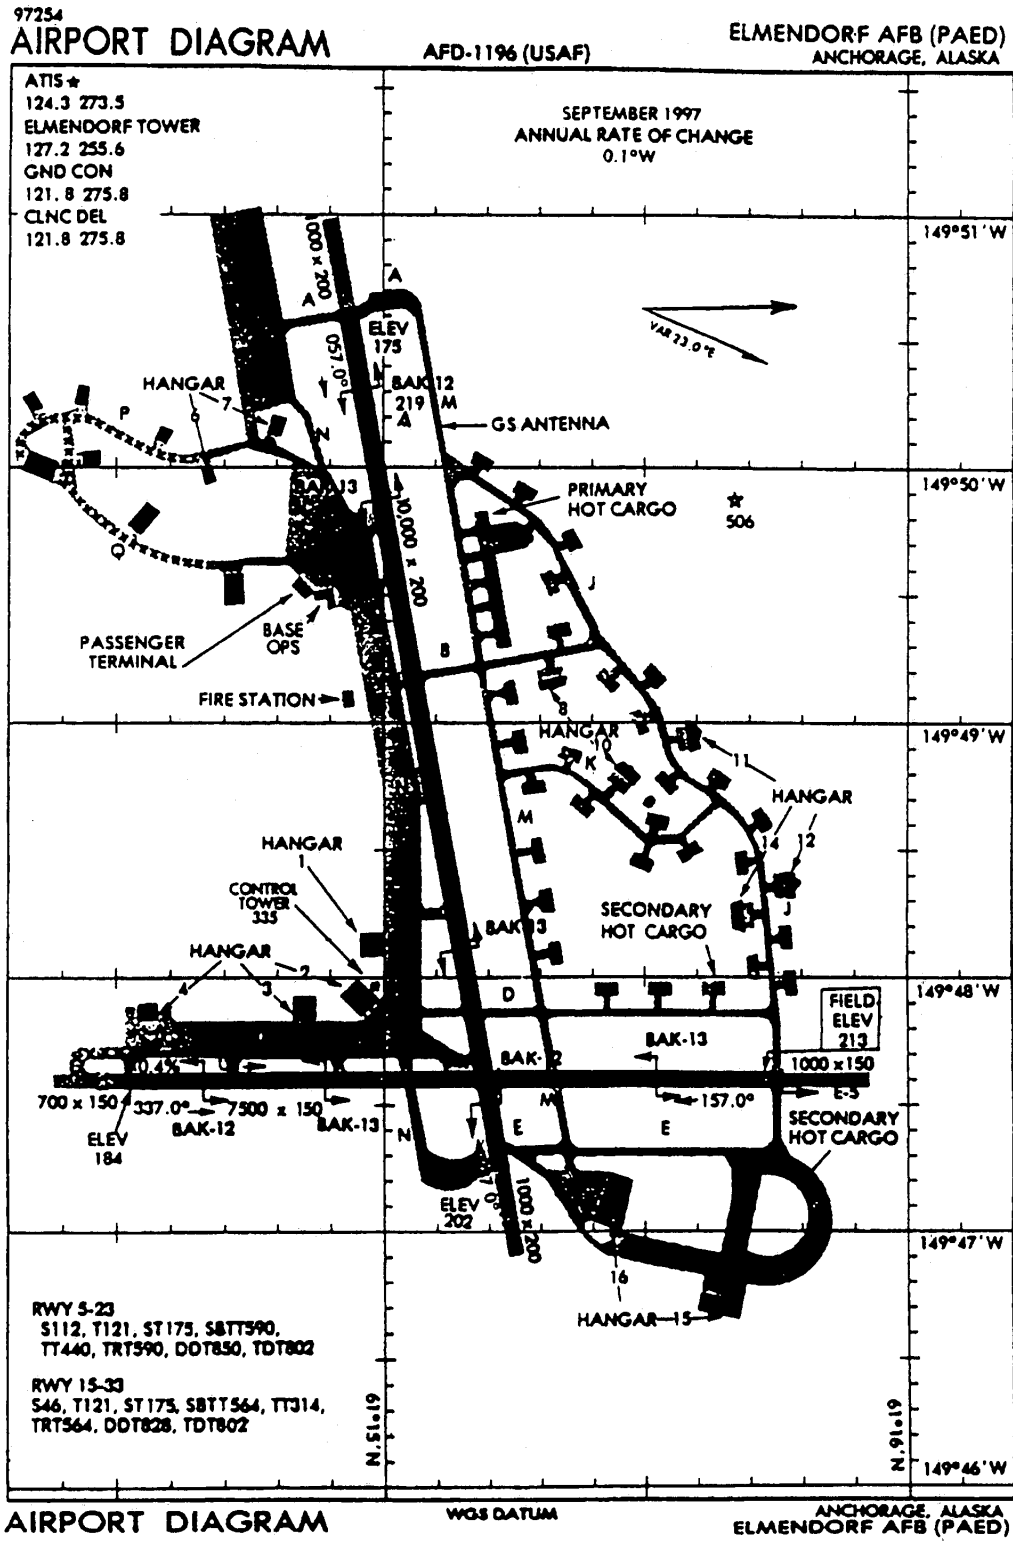 97254
AIRPORT DIAGRAM
AFD-1196 (USAF)
ELMENDORF AFB (PAED)
ANCHORAGE, ALASKA
ATIS ★
124.3 273.5
ELMENDORF TOWER
127.2 255.6
GND CON
121.8 275.8
CLNC DEL
121.8 275.8
SEPTEMBER 1997
ANNUAL RATE OF CHANGE
0.1°W
149°51'W
1000 x 200
A
A
ELEV
175
VAR 23.0°E
057.0°
HANGAR
BAK-12
219
M
P
6
7
GS ANTENNA
Z
BAK-13
PRIMARY
HOT CARGO
506
149°50'W
10,000 x 200
Q
J
PASSENGER
TERMINAL
BASE
OPS
B
FIRE STATION
8
HANGAR
10
149°49'W
K
9
11
HANGAR
N
M
14
12
HANGAR
1
CONTROL
TOWER
335
SECONDARY
HOT CARGO
J
BAK-13
HANGAR
2
4
3
D
149°48'W
FIELD
ELEV
213
BAK-13
BAK-12
0.4%
1000 x 150
700 x 150
337.0°
7500 x 150
M
157.0°
E-5
BAK-12
BAK-13
ELEV
184
N
E
E
SECONDARY
HOT CARGO
ELEV
202
1000 x 200
149°47'W
16
HANGAR
15
RWY 5-23
S112, T121, ST175, SBTT590,
TT440, TRT590, DDT850, TDT802
RWY 15-33
S46, T121, ST175, SBTT564, TT314,
TRT564, DDT828, TDT802
61°15'N
61°16'N
149°46'W
AIRPORT DIAGRAM
WGS DATUM
ANCHORAGE, ALASKA
ELMENDORF AFB (PAED)